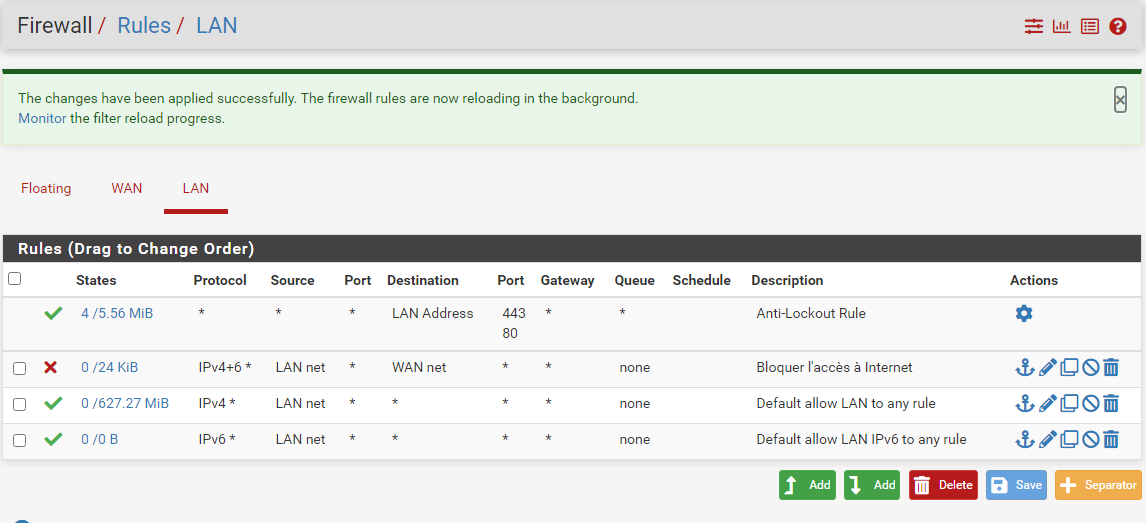 Firewall / Rules / LAN
The changes have been applied successfully. The firewall rules are now reloading in the background.
Monitor the filter reload progress.
Floating WAN LAN
Rules (Drag to Change Order)
States Protocol Source Port Destination Port Gateway Queue Schedule Description Actions
4 /5.56 MiB * * * LAN Address 443 * * Anti-Lockout Rule
80
0 /24 KiB IPv4+6 * LAN net * WAN net * * none Bloquer l'accès à Internet
0 /627.27 MiB IPv4 * LAN net * * * * none Default allow LAN to any rule
0 /0 B IPv6 * LAN net * * * * none Default allow LAN IPv6 to any rule
Add Add Delete Save Separator